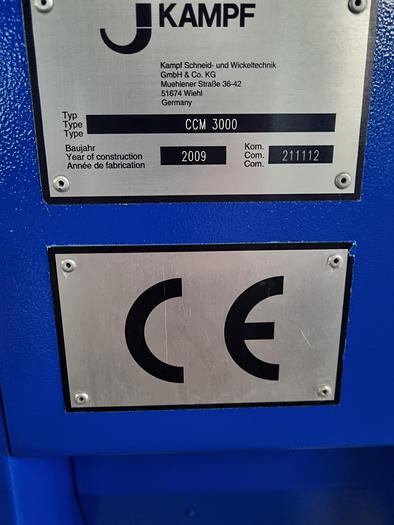 KAMPF
Kampf Schneid- und Wickeltechnik
GmbH & Co. KG
Muehlener Straße 36-42
51674 Wiehl
Germany
Typ
Type
Type
CCM 3000
Baujahr
Year of construction
Année de fabrication
2009
Kom.
Com.
Com.
211112
CE